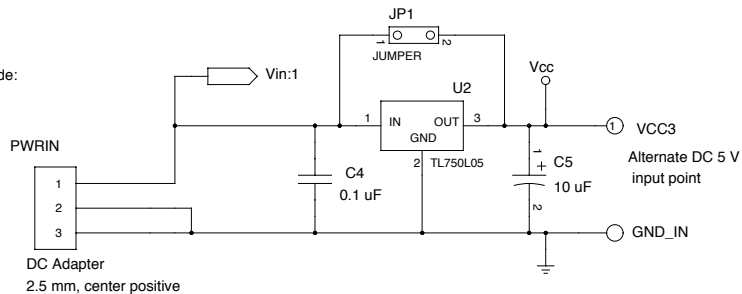 JP1
1
2
JUMPER
de:
Vin:1
Vcc
U2
1
IN
OUT
3
GND
2
TL750L05
1
VCC3
PWRIN
Alternate DC 5 V
input point
C4
0.1 uF
1
+
C5
10 uF
2
1
2
3
GND_IN
DC Adapter
2.5 mm, center positive